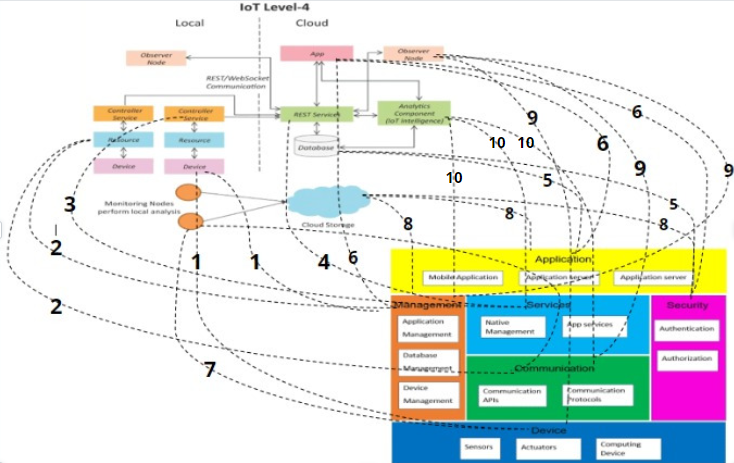 IoT Level-4
Local
Cloud
Observer
Node
App
Observer
Node
REST/WebSocket
Communication
Controller
Service
Controller
Service
REST Services
Analytics
Component
(IoT Intelligence)
9
6
6
Resource
Resource
Database
10
10
9
9
Device
Device
10
5
5
3
Monitoring Nodes
perform local analysis
Cloud Storage
8
8
8
2
1
1
4
6
Application
Mobile Application
Application server
Application server
2
Management
Services
Security
Application
Management
Native
Management
App services
Authentication
Database
Management
Authorization
7
Communication
Device
Management
Communication
APIs
Communication
Protocols
Device
Sensors
Actuators
Computing
Device